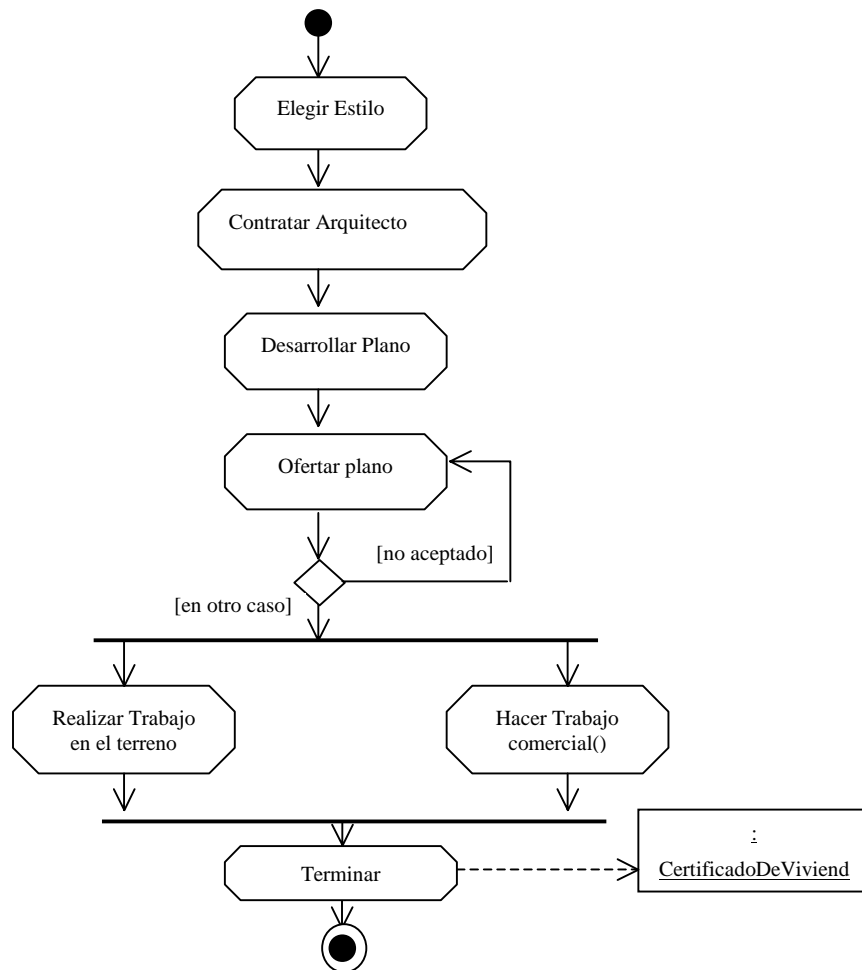 Elegir Estilo
Contratar Arquitecto
Desarrollar Plano
Ofertar plano
[no aceptado]
[en otro caso]
Realizar Trabajo
en el terreno
Hacer Trabajo
comercial()
:
CertificadoDeViviend
Terminar